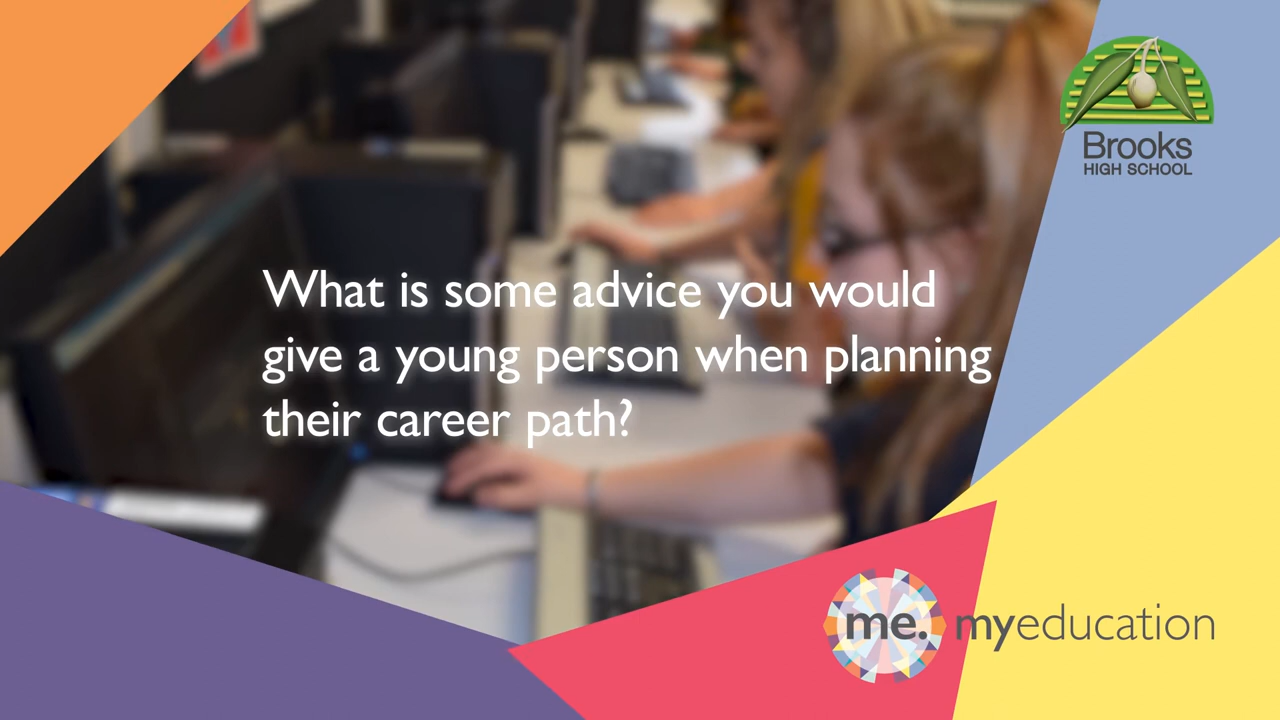 Brooks
HIGH SCHOOL
What is some advice you would
give a young person when planning
their career path?
me. myeducation